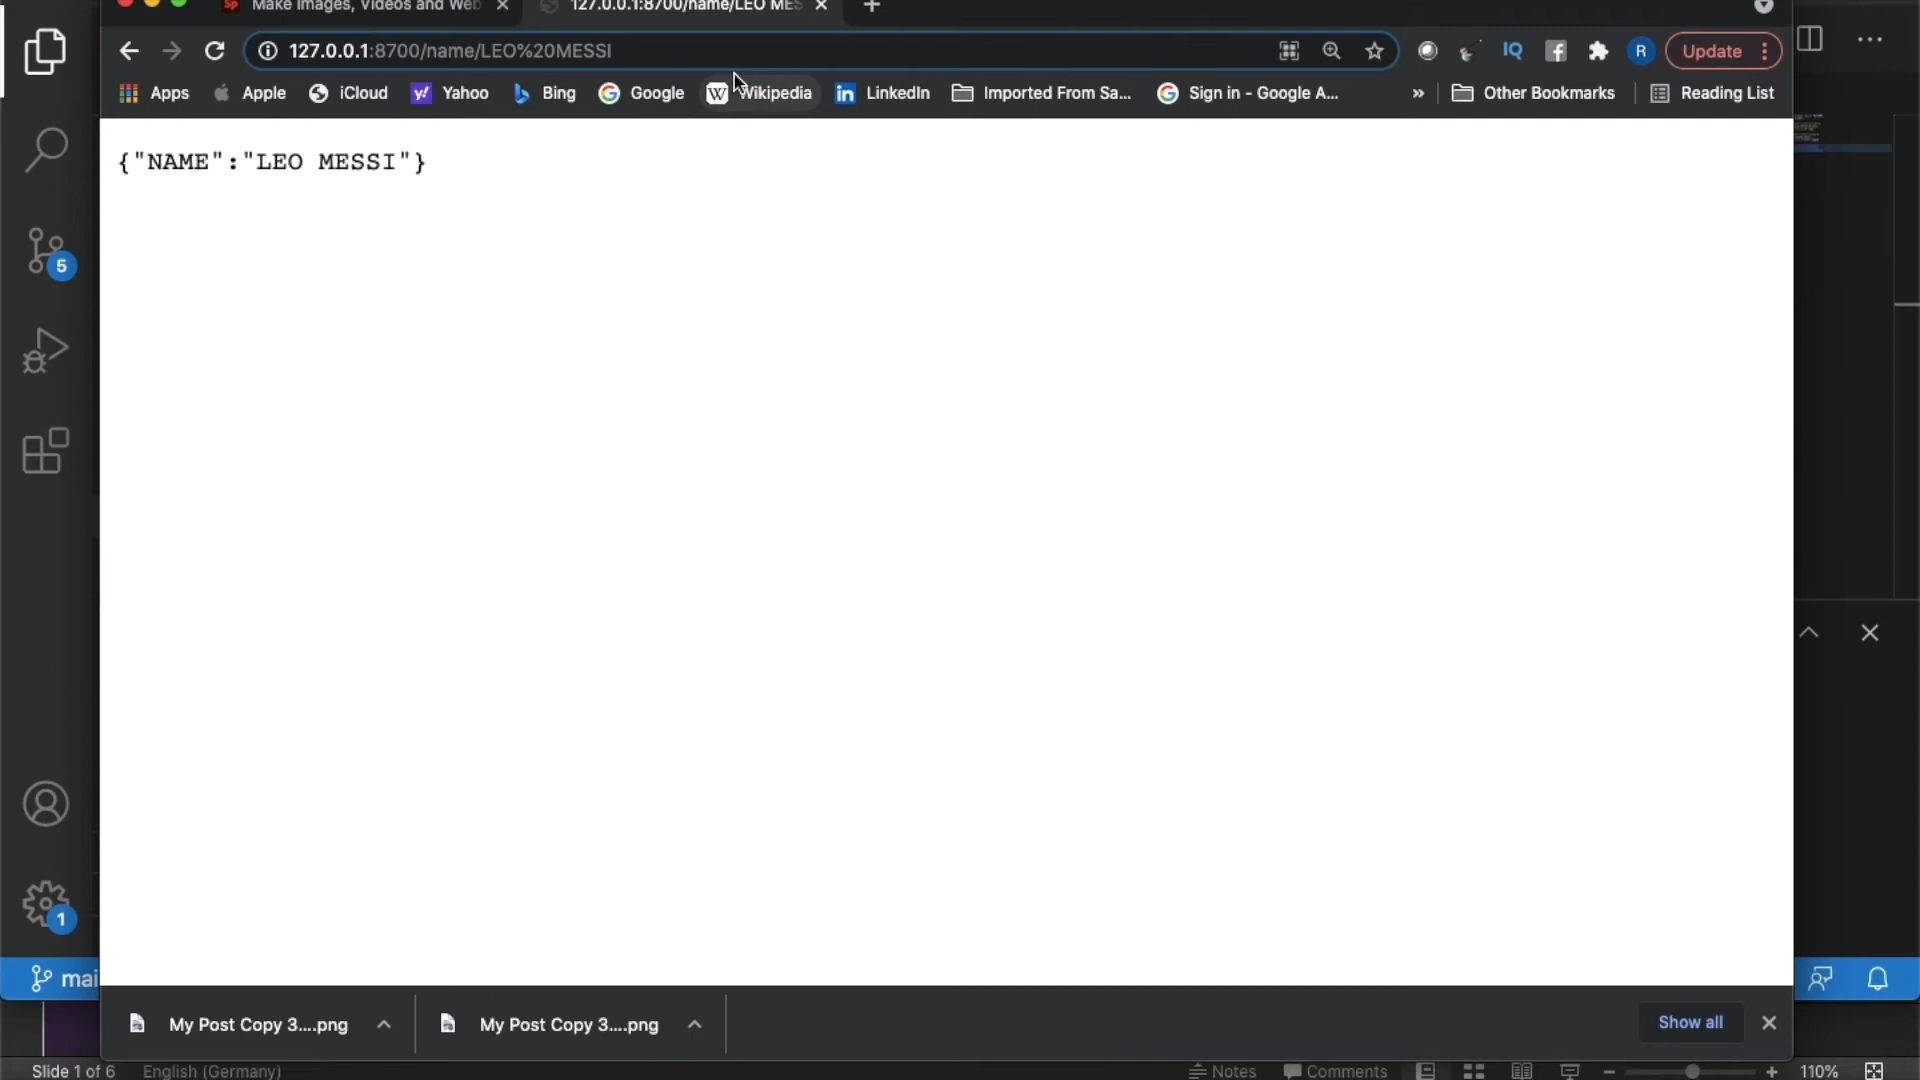 Make Images, Videos and Web
127.0.0.1:8700/name/LEO MES
127.0.0.1:8700/name/LEO%20MESSI
IQ
R
Update
Apps
Apple
iCloud
Yahoo
Bing
Google
Wikipedia
LinkedIn
Imported From Sa...
Sign in - Google A...
»
Other Bookmarks
Reading List
{"NAME":"LEO MESSI"}
5
1
mai
My Post Copy 3....png
My Post Copy 3....png
Show all
Slide 1 of 6
English (Germany)
Notes
Comments
110%